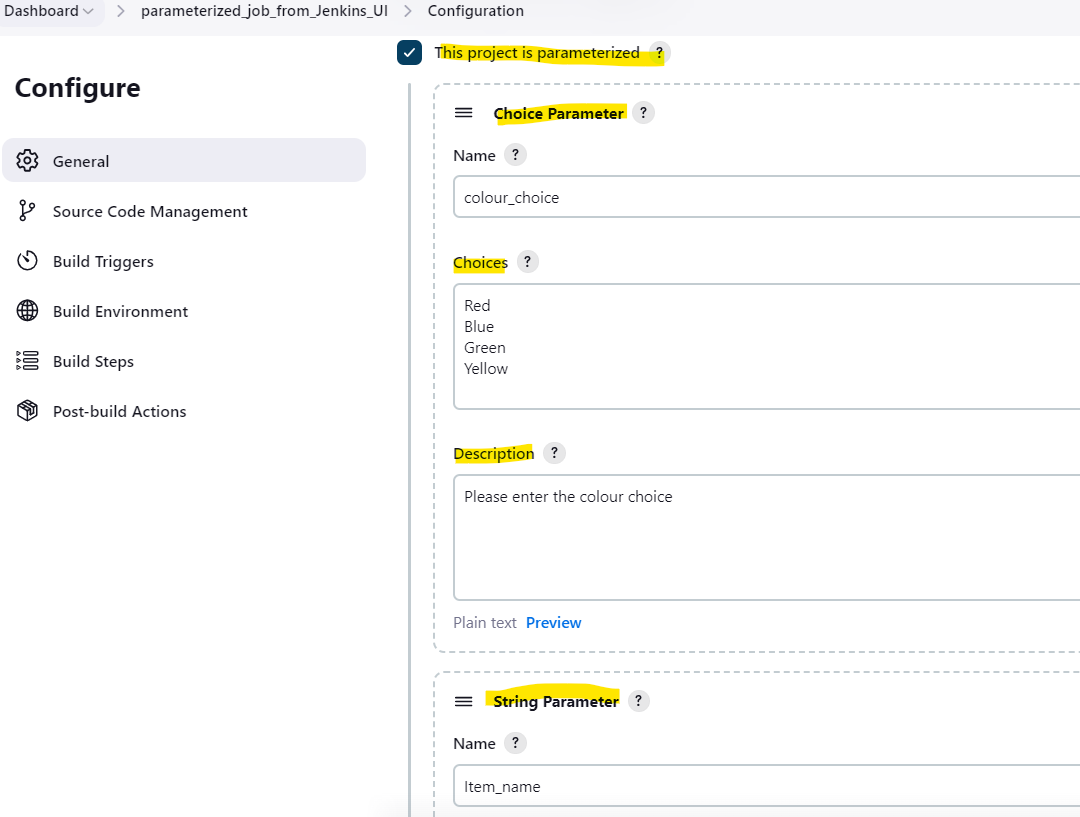 Dashboard parameterized_job_from_Jenkins_UI Configuration
This project is parameterized ?
Configure
General
Source Code Management
Build Triggers
Build Environment
Build Steps
Post-build Actions
Choice Parameter ?
Name ?
colour_choice
Choices ?
Red
Blue
Green
Yellow
Description ?
Please enter the colour choice
Plain text Preview
String Parameter ?
Name ?
Item_name